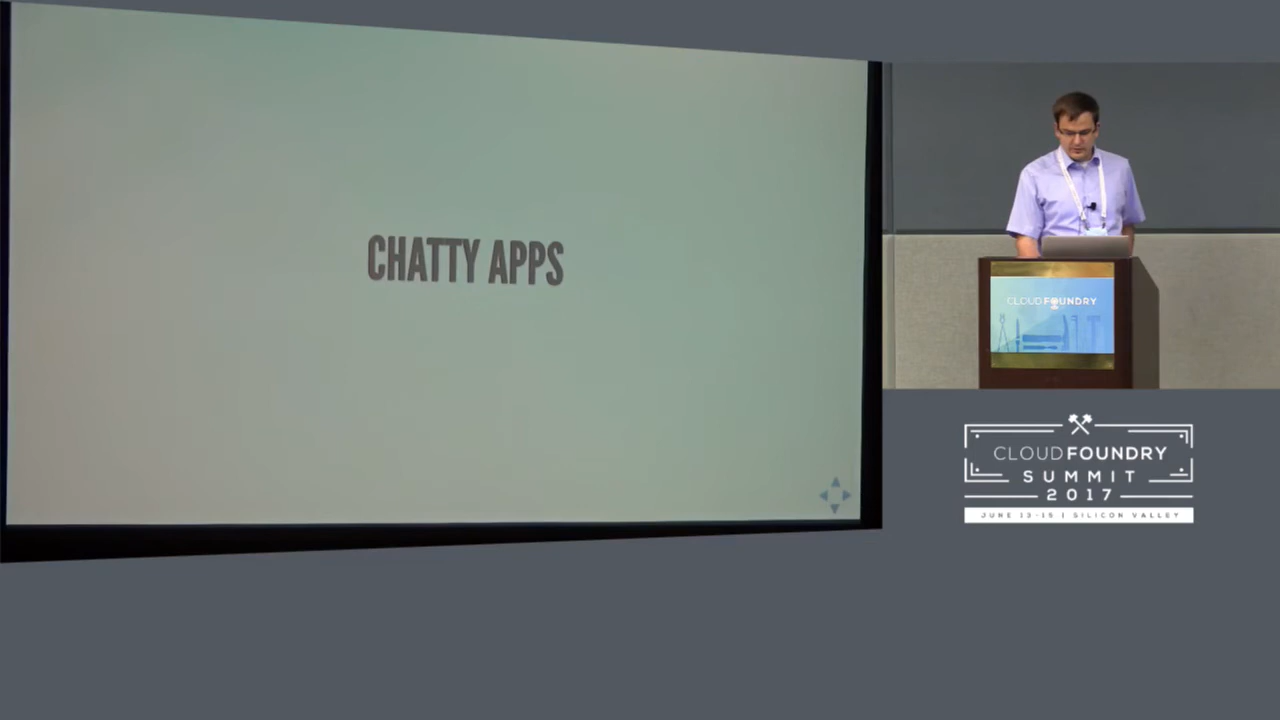 CHATTY APPS
CLOUD FOUNDRY
CLOUD FOUNDRY
SUMMIT
2017
JUNE 13-15 | SILICON VALLEY